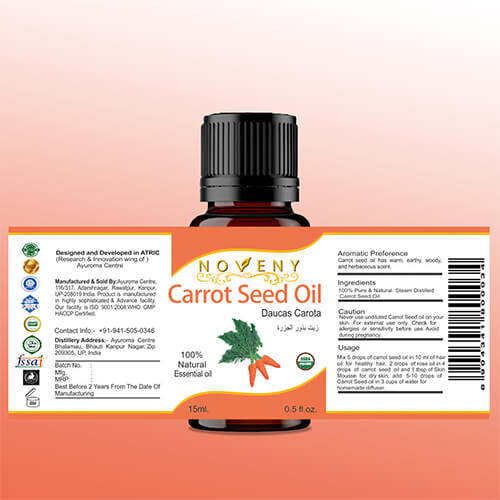 Designed and Developed in ATRIC
(Research & Innovation wing of )
Ayuroma Centre
Manufactured & Sold By:Ayuroma Centre,
116/517, Adarshnagar, Rawatpur, Kanpur,
UP-208019 India. Product is manufactured
in highly sophisticated & Advance facility.
Our facility is ISO 9001:2008,WHO GMP
HACCP Certified.
Contact Info:- +91-941-505-0346
Distillery Address:- Ayuroma Centre
Bhaliamau, Bhauti Kanpur Nagar, Zip
209305, UP, India
Batch No. :
Mfg. :
MRP :
Best Before 2 Years From The Date Of
Manufacturing
fssai
NOVENY
Carrot Seed Oil
Daucas Carota
زيت بذور الجزرة
100%
Natural
Essential oil
USDA
15ml.
0.5 fl.oz.
Aromatic Preference
Carrot seed oil has warm, earthy, woody,
and herbaceous scent.
Ingredients
100% Pure & Natural Steam Distilled
Carrot Seed Oil
Caution
Never use undiluted Carrot Seed oil on your
skin. For external use only. Check for
allergies or sensitivity before use. Avoid
during pregnancy.
Usage
Mix 5 drops of carrot seed oil in 10 ml of hair
oil for healthy hair, 2 drops of rose oil in 4
drops of carrot seed oil and 1 tbsp of Skin
Mousse for dry skin, add 5-10 drops of
Carrot Seed oil in 3 cups of water for
homemade diffuser.